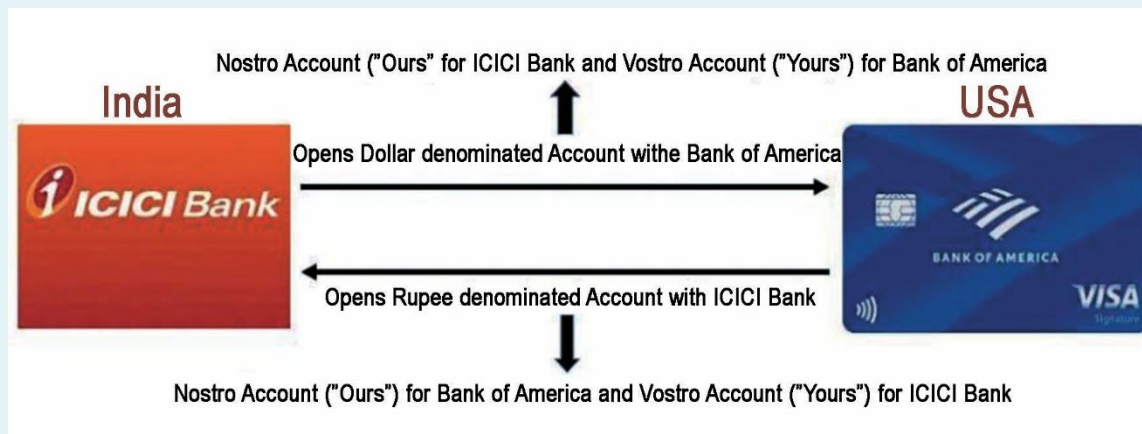 Nostro Account ("Ours" for ICICI Bank and Vostro Account ("Yours") for Bank of America
India
USA
Opens Dollar denominated Account withe Bank of America
i ICICI Bank
BANK OF AMERICA
Opens Rupee denominated Account with ICICI Bank
VISA
Signature
Nostro Account ("Ours") for Bank of America and Vostro Account ("Yours") for ICICI Bank